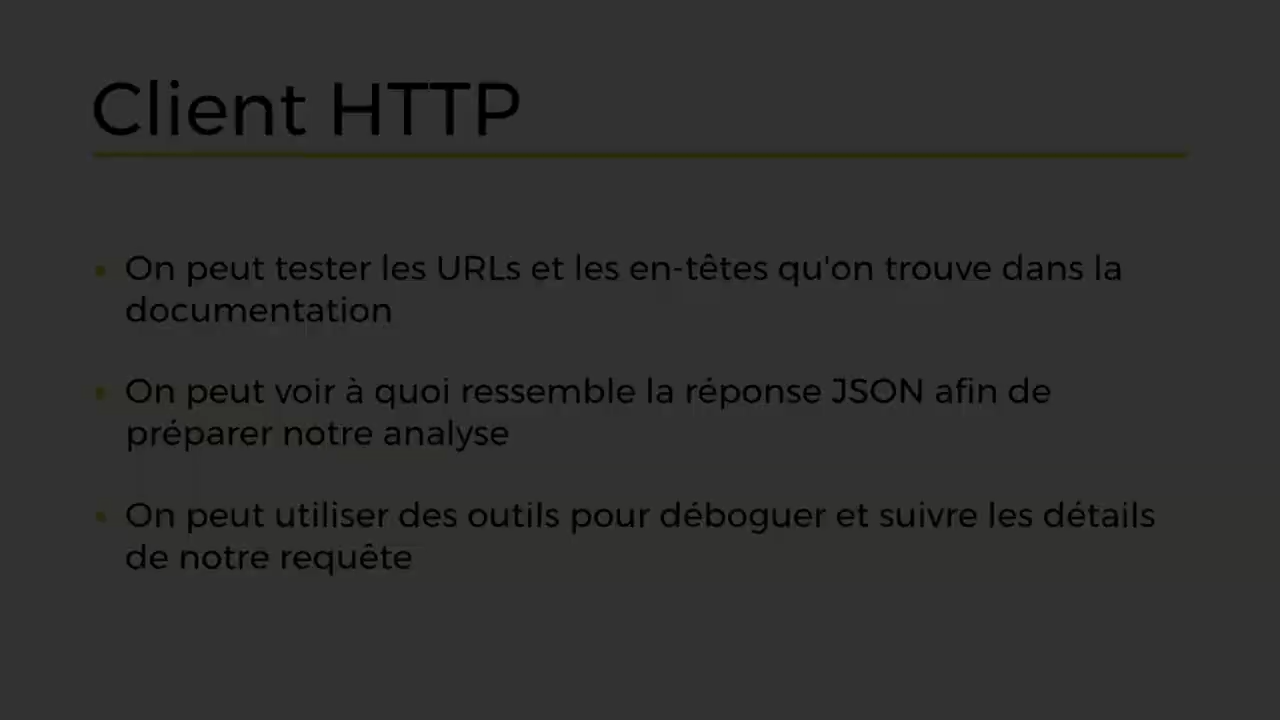 Client HTTP
On peut tester les URLs et les en-têtes qu'on trouve dans la
documentation
On peut voir à quoi ressemble la réponse JSON afin de
préparer notre analyse
On peut utiliser des outils pour déboguer et suivre les détails
de notre requête